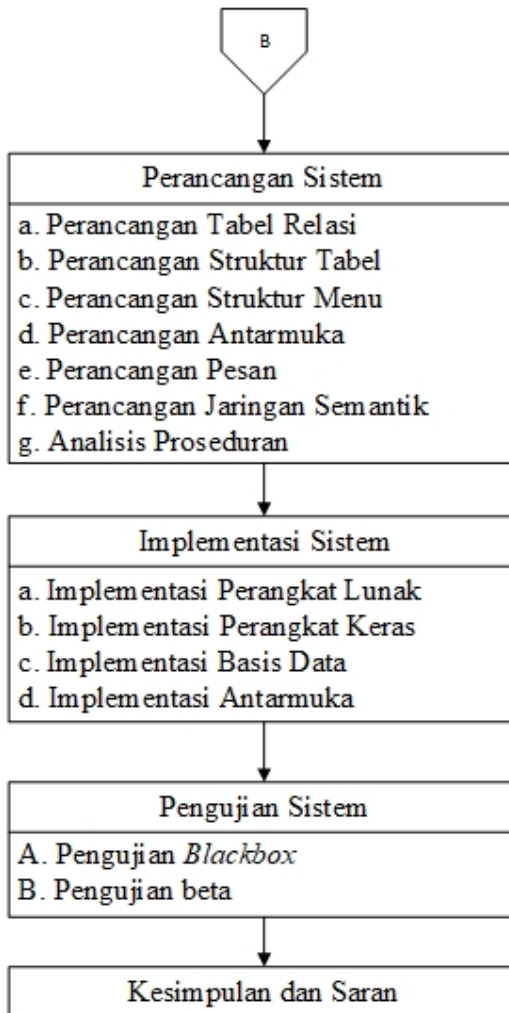 B
Perancangan Sistem
a. Perancangan Tabel Relasi
b. Perancangan Struktur Tabel
c. Perancangan Struktur Menu
d. Perancangan Antarmuka
e. Perancangan Pesan
f. Perancangan Jaringan Semantik
g. Analisis Proseduran
Implementasi Sistem
a. Implementasi Perangkat Lunak
b. Implementasi Perangkat Keras
c. Implementasi Basis Data
d. Implementasi Antarmuka
Pengujian Sistem
A. Pengujian Blackbox
B. Pengujian beta
Kesimpulan dan Saran